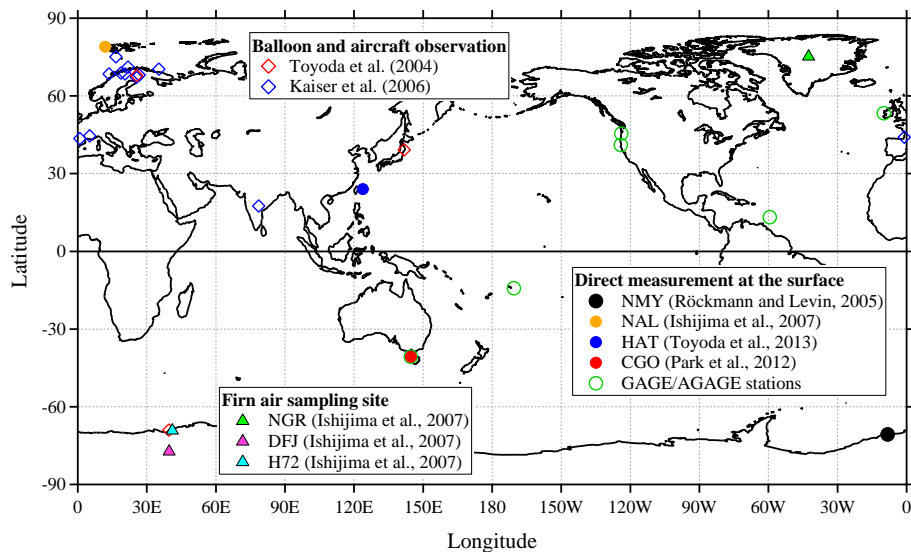 90
60
30
0
-30
-60
-90
Latitude
0
30E
60E
90E
120E
150E
180
150W
120W
90W
60W
30W
0
Longitude
Balloon and aircraft observation
Toyoda et al. (2004)
Kaiser et al. (2006)
Direct measurement at the surface
NMY (Röckmann and Levin, 2005)
NAL (Ishijima et al., 2007)
HAT (Toyoda et al., 2013)
CGO (Park et al., 2012)
GAGE/AGAGE stations
Firn air sampling site
NGR (Ishijima et al., 2007)
DFJ (Ishijima et al., 2007)
H72 (Ishijima et al., 2007)